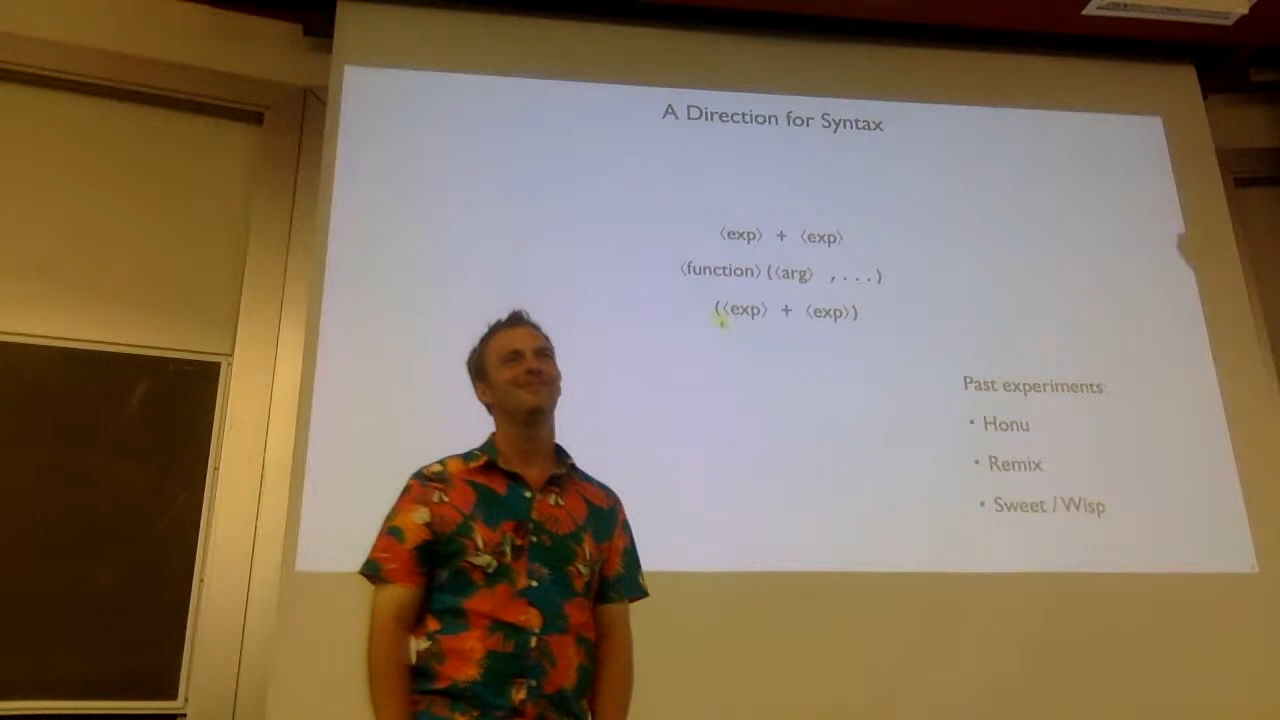 A Direction for Syntax
⟨exp⟩ + ⟨exp⟩
⟨function⟩(⟨arg⟩ ,...)
(⟨exp⟩ + ⟨exp⟩)
Past experiments:
• Honu
• Remix
• Sweet / Wisp